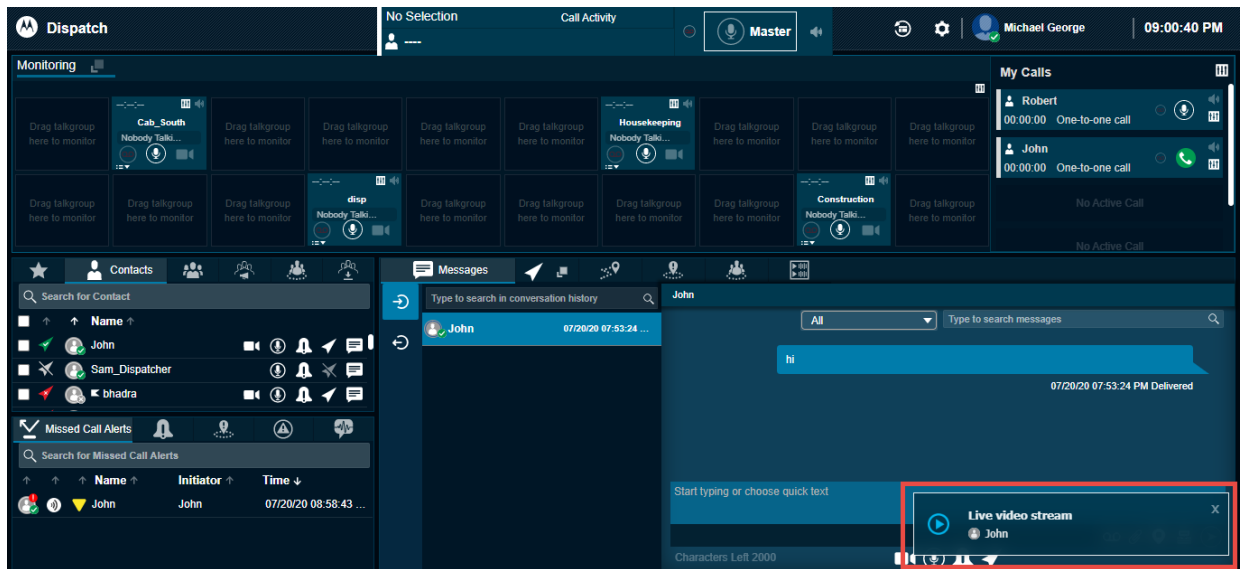 Dispatch
No Selection
Call Activity
----
Master
Michael George
09:00:40 PM
Monitoring
Drag talkgroup
here to monitor
--:--:--
Cab_South
Nobody Talki...
Drag talkgroup
here to monitor
Drag talkgroup
here to monitor
Drag talkgroup
here to monitor
Drag talkgroup
here to monitor
--:--:--
Housekeeping
Nobody Talki...
Drag talkgroup
here to monitor
Drag talkgroup
here to monitor
Drag talkgroup
here to monitor
Drag talkgroup
here to monitor
Drag talkgroup
here to monitor
Drag talkgroup
here to monitor
--:--:--
disp
Nobody Talki...
Drag talkgroup
here to monitor
Drag talkgroup
here to monitor
Drag talkgroup
here to monitor
Drag talkgroup
here to monitor
--:--:--
Construction
Nobody Talki...
Drag talkgroup
here to monitor
My Calls
Robert
00:00:00 One-to-one call
John
00:00:00 One-to-one call
No Active Call
No Active Call
Contacts
Search for Contact
Name
John
Sam_Dispatcher
bhadra
Missed Call Alerts
Search for Missed Call Alerts
Name Initiator Time
John John 07/20/20 08:58:43 ...
Messages
Type to search in conversation history
John 07/20/20 07:53:24 ...
John
All
Type to search messages
hi
07/20/20 07:53:24 PM Delivered
Start typing or choose quick text
Characters Left 2000
Live video stream
X
John